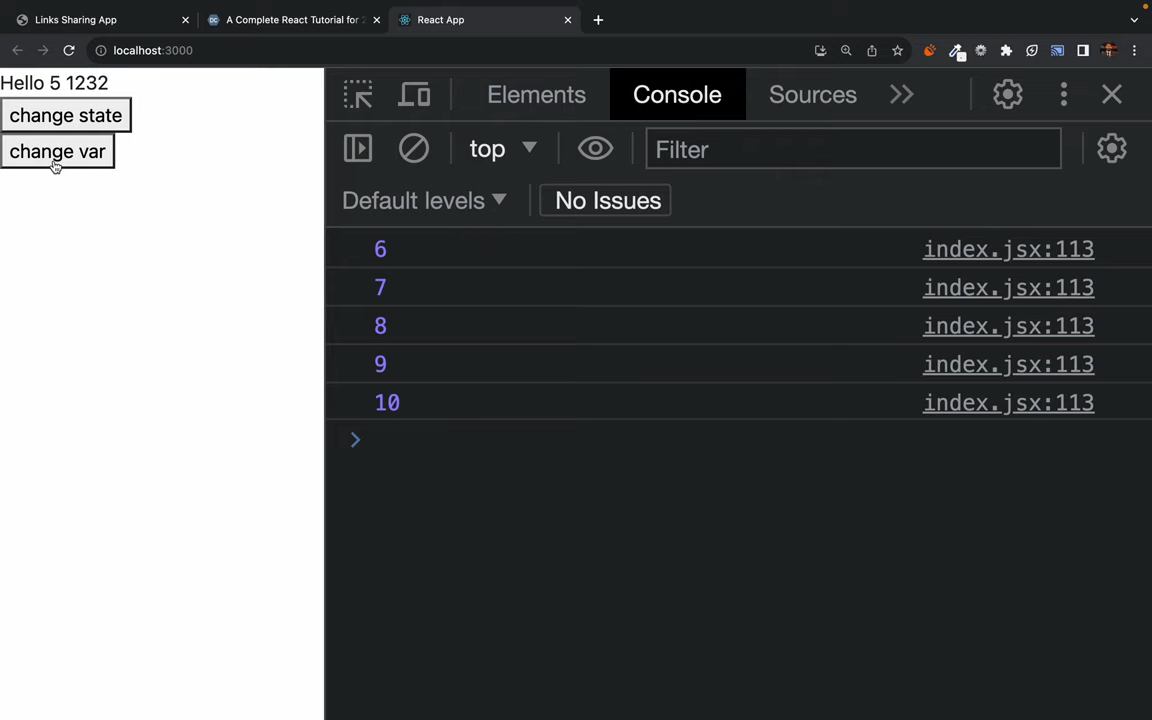 Links Sharing App
A Complete React Tutorial for 2
React App
localhost:3000
Hello 5 1232
change state
change var
Elements Console Sources
top Filter
Default levels No Issues
6 index.jsx:113
7 index.jsx:113
8 index.jsx:113
9 index.jsx:113
10 index.jsx:113